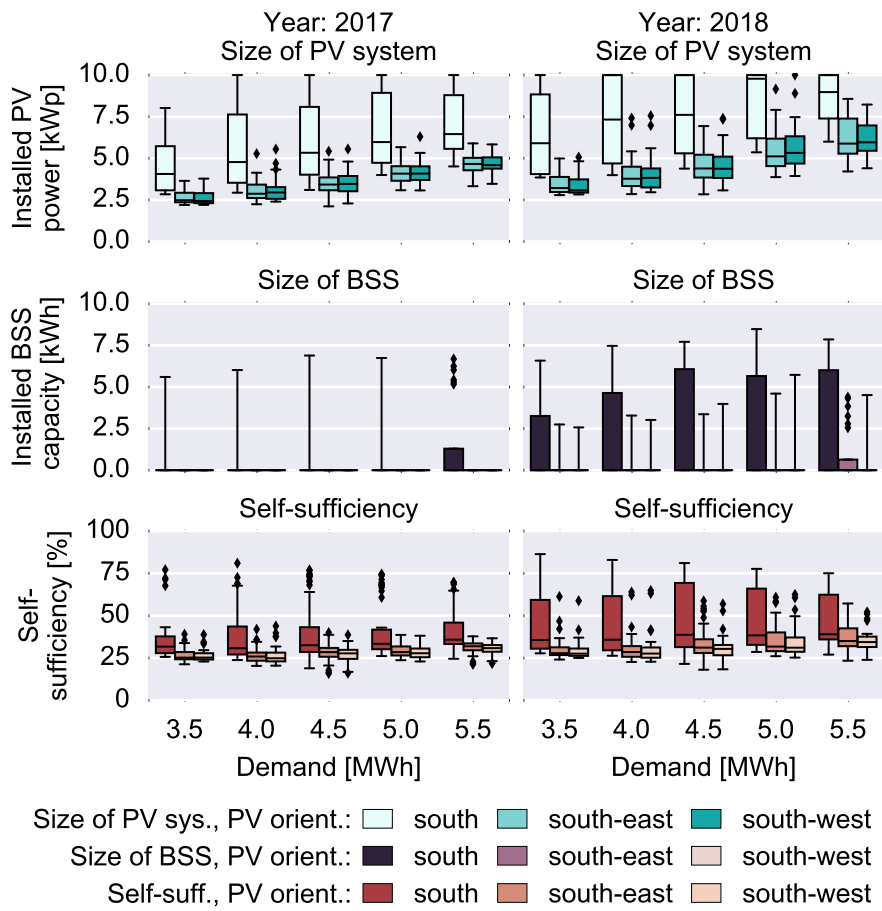 Year: 2017
Size of PV system
Year: 2018
Size of PV system
Installed PV
power [kWp]
10.0
7.5
5.0
2.5
0.0
Size of BSS
Size of BSS
Installed BSS
capacity [kWh]
10.0
7.5
5.0
2.5
0.0
Self-sufficiency
Self-sufficiency
Self-
sufficiency [%]
100
75
50
25
0
3.5 4.0 4.5 5.0 5.5
3.5 4.0 4.5 5.0 5.5
Demand [MWh]
Demand [MWh]
Size of PV sys., PV orient.: south south-east south-west
Size of BSS, PV orient.: south south-east south-west
Self-suff., PV orient.: south south-east south-west